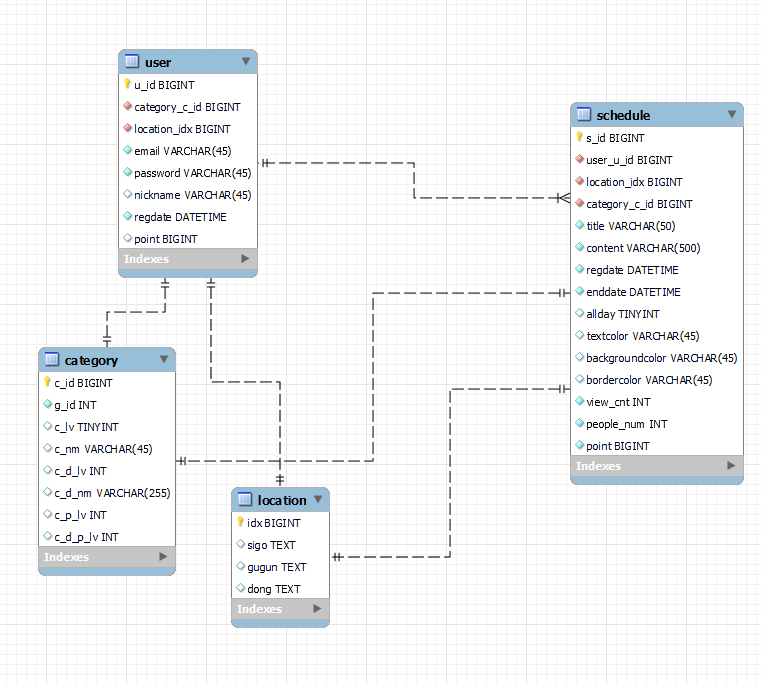 user
u_id BIGINT
category_c_id BIGINT
location_idx BIGINT
email VARCHAR(45)
password VARCHAR(45)
nickname VARCHAR(45)
regdate DATETIME
point BIGINT
Indexes
schedule
s_id BIGINT
user_u_id BIGINT
location_idx BIGINT
category_c_id BIGINT
title VARCHAR(50)
content VARCHAR(500)
regdate DATETIME
enddate DATETIME
allday TINYINT
textcolor VARCHAR(45)
backgroundcolor VARCHAR(45)
bordercolor VARCHAR(45)
view_cnt INT
people_num INT
point BIGINT
Indexes
category
c_id BIGINT
g_id INT
c_lv TINYINT
c_nm VARCHAR(45)
c_d_lv INT
c_d_nm VARCHAR(255)
c_p_lv INT
c_d_p_lv INT
Indexes
location
idx BIGINT
sigo TEXT
gugun TEXT
dong TEXT
Indexes